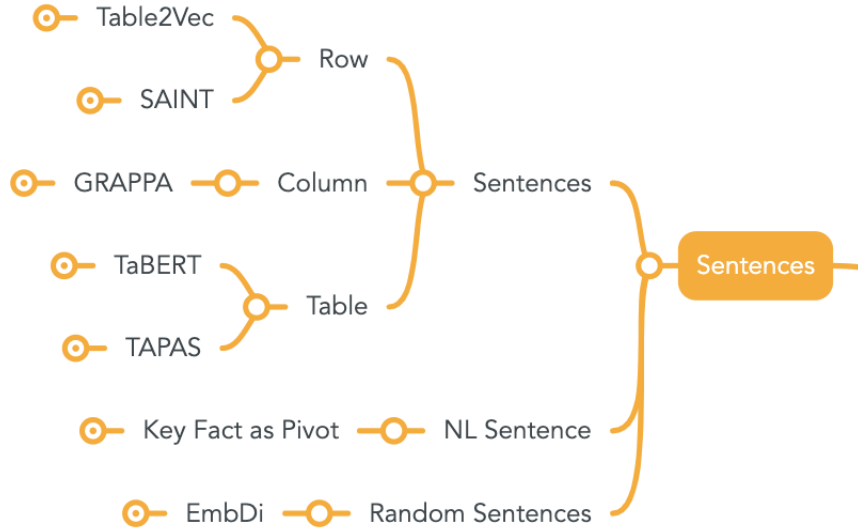 Table2Vec
Row
SAINT
GRAPPA
Column
Sentences
TaBERT
Sentences
Table
TAPAS
Key Fact as Pivot
NL Sentence
EmbDi
Random Sentences